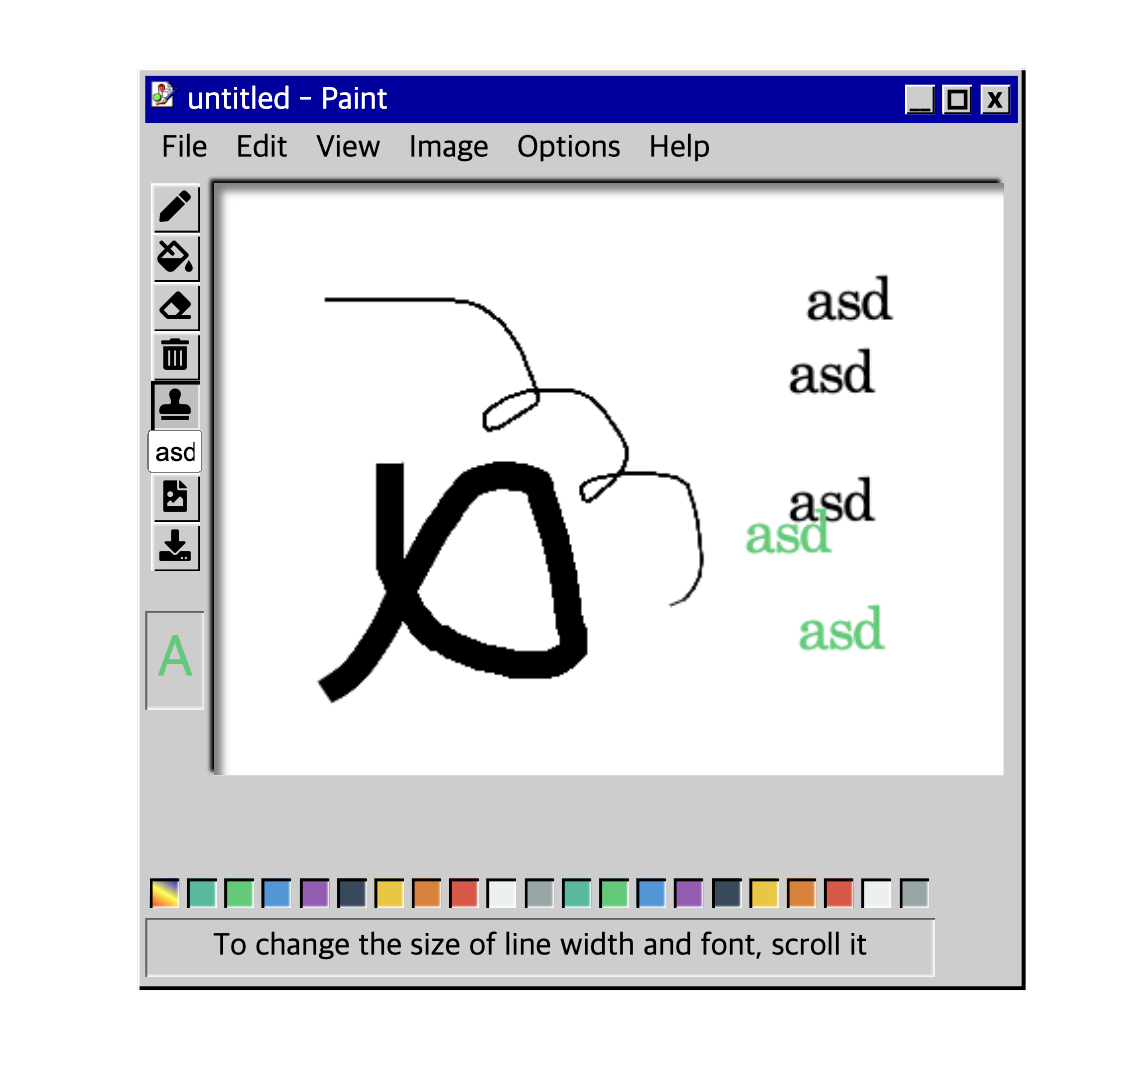 untitled - Paint
File Edit View Image Options Help
asd
asd
asd
asd
asd
asd
A
To change the size of line width and font, scroll it